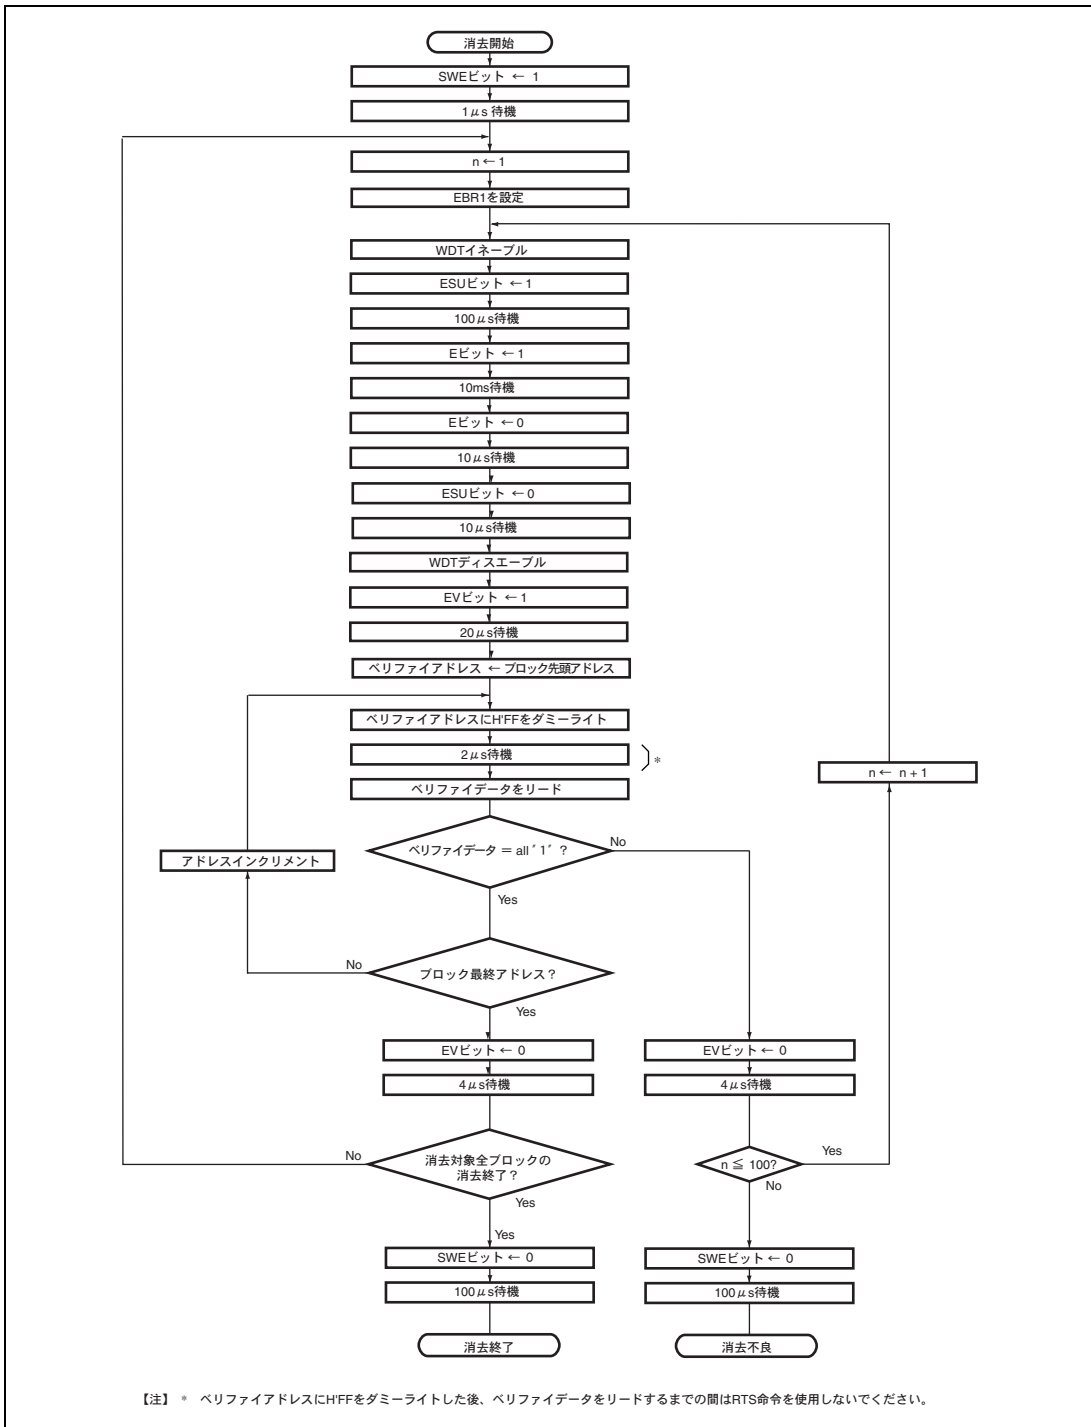 消去開始
SWEビット ← 1
1μs 待機
n ← 1
EBR1を設定
WDTイネーブル
ESUビット ← 1
100μs待機
Eビット ← 1
10ms待機
Eビット ← 0
10μs待機
ESUビット ← 0
10μs待機
WDTディスエーブル
EVビット ← 1
20μs待機
ベリファイアドレス ← ブロック先頭アドレス
ベリファイアドレスにH'FFをダミーライト
2μs待機
*
ベリファイデータをリード
n ← n + 1
ベリファイデータ = all ' 1 ' ?
No
アドレスインクリメント
Yes
ブロック最終アドレス?
No
Yes
EVビット ← 0
EVビット ← 0
4μs待機
4μs待機
消去対象全ブロックの
消去終了?
No
Yes
n ≦ 100?
Yes
No
Yes
SWEビット ← 0
SWEビット ← 0
100μs待機
100μs待機
消去終了
消去不良
【注】 * ベリファイアドレスにH'FFをダミーライトした後、ベリファイデータをリードするまでの間はRTS命令を使用しないでください。